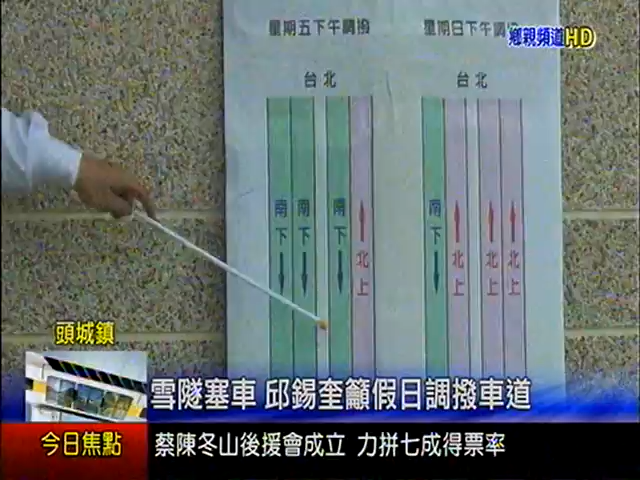 星期五下午調撥
星期日下午調撥
鄉親頻道HD
台北
台北
南下
南下
南下
北上
南下
北上
北上
北上
頭城鎮
雪隧塞車 邱錫奎籲假日調撥車道
今日焦點
蔡陳冬山後援會成立 力拼七成得票率